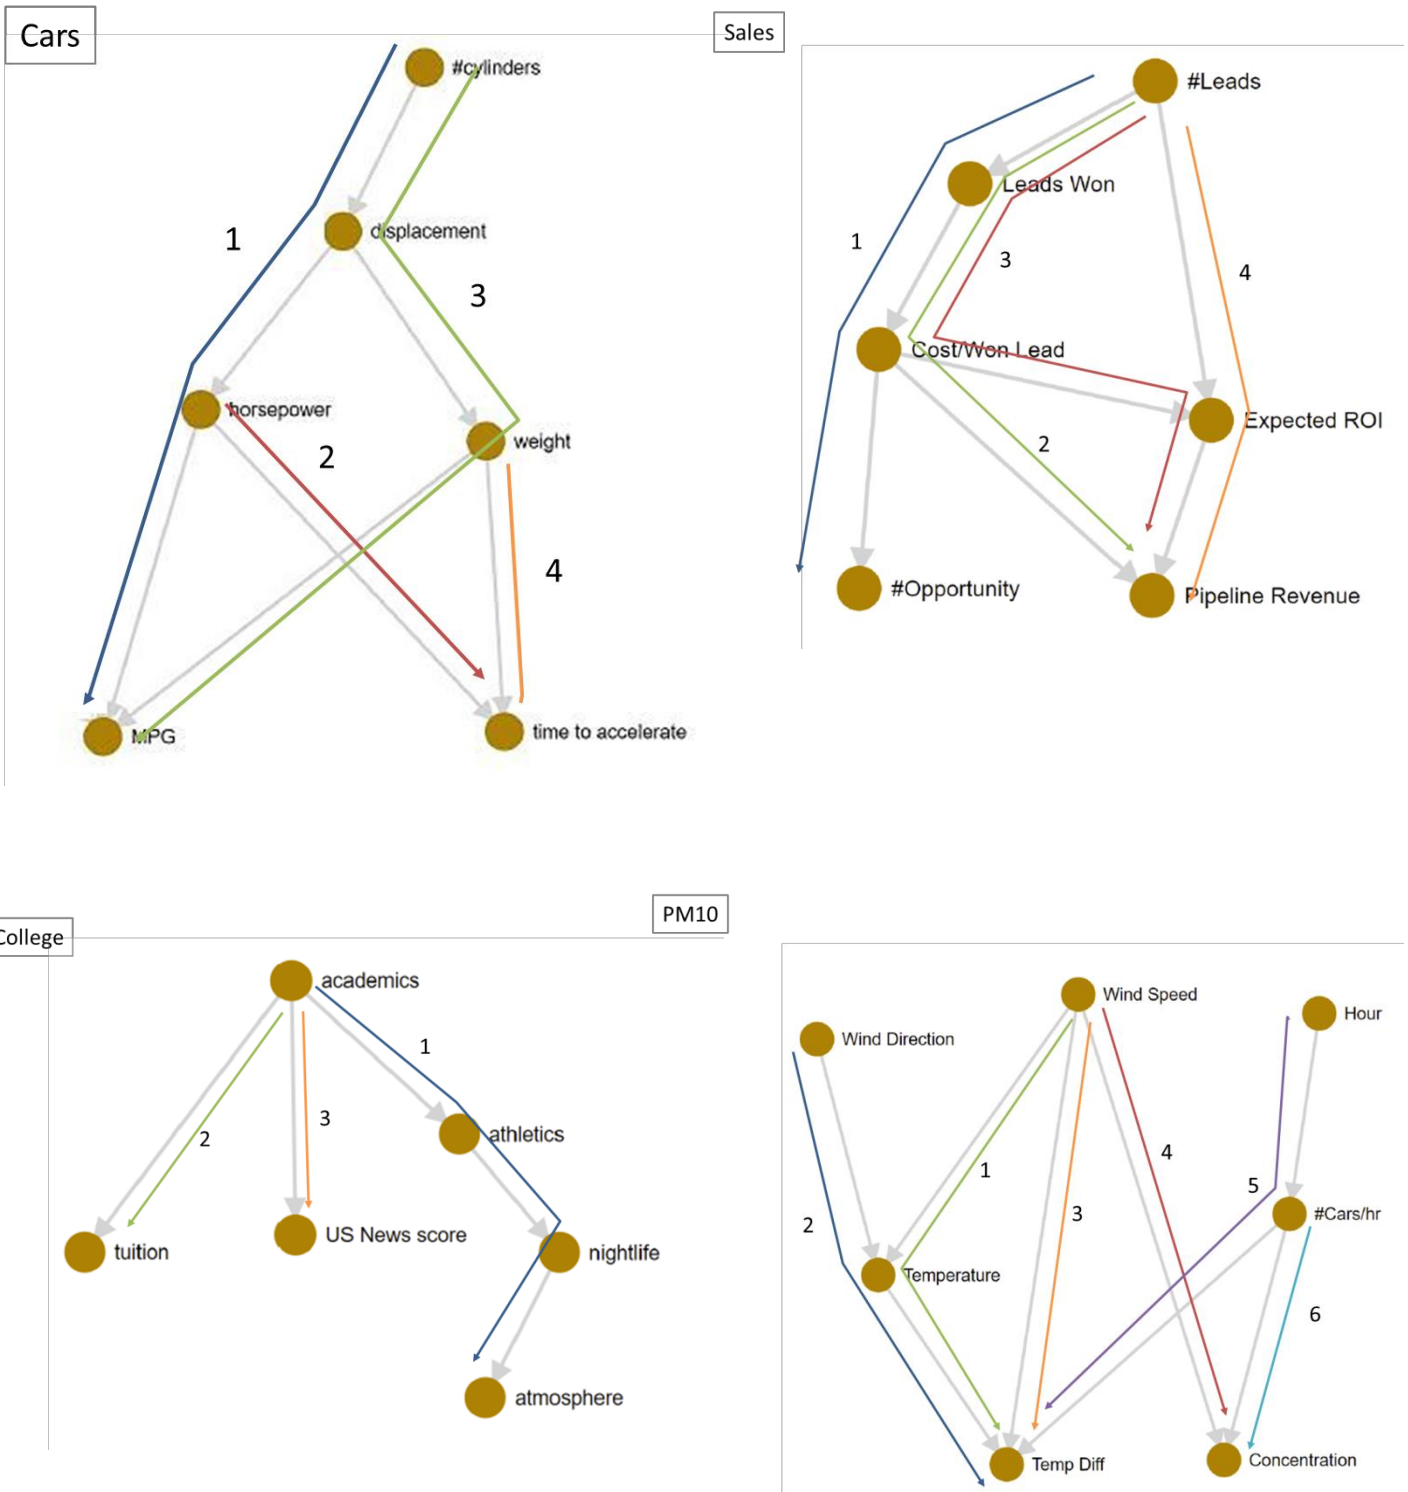 Cars
#cylinders
displacement
1
3
horsepower
2
weight
4
MPG
time to accelerate
Sales
#Leads
Leads Won
1
3
4
Cost/Won Lead
Expected ROI
2
#Opportunity
Pipeline Revenue
College
academics
1
athletics
2
3
US News score
tuition
nightlife
atmosphere
PM10
Wind Speed
Hour
Wind Direction
4
1
5
3
#Cars/hr
2
Temperature
6
Temp Diff
Concentration